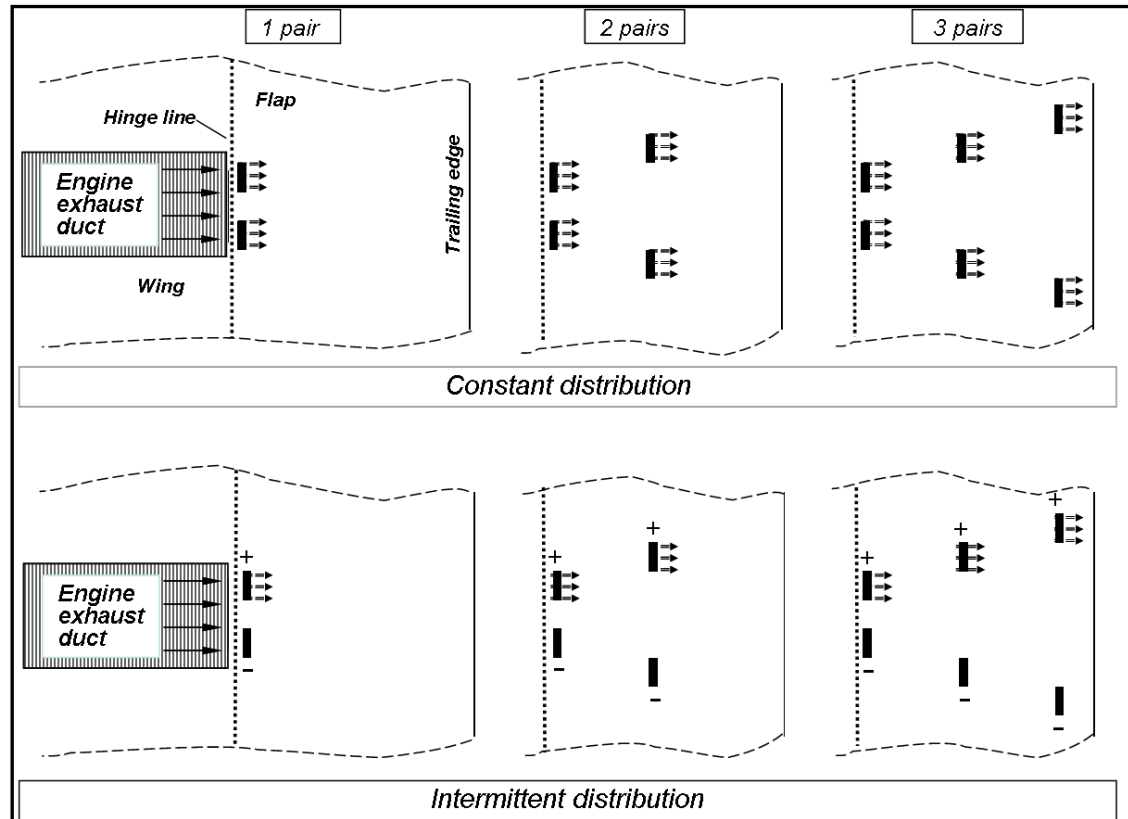 1 pair
2 pairs
3 pairs
Flap
Hinge line
Engine
exhaust
duct
Wing
Trailing edge
Constant distribution
+
+
+
+
+
+
Engine
exhaust
duct
-
-
-
-
-
-
Intermittent distribution